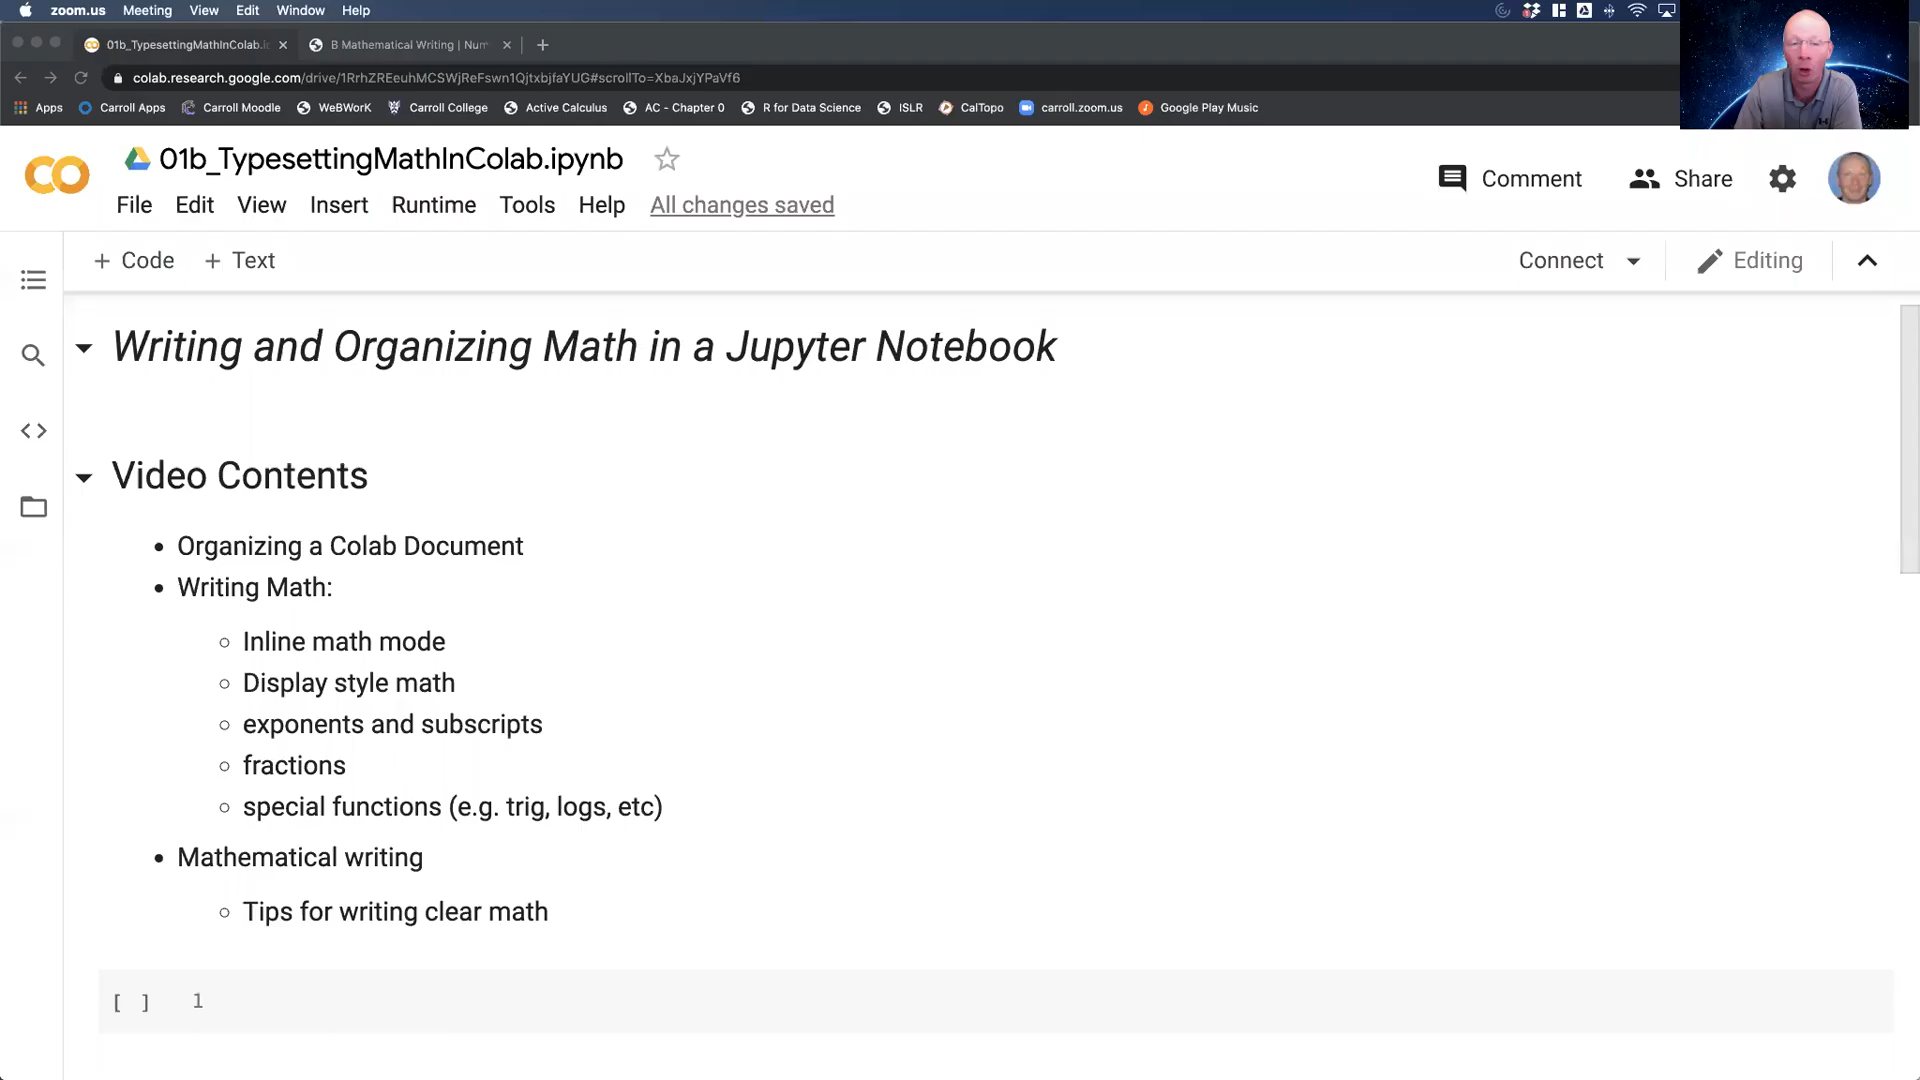 zoom.us Meeting View Edit Window Help
01b_TypesettingMathInColab.i
B Mathematical Writing | Num
colab.research.google.com/drive/1RrhZREeuhMCSWjReFswn1QjtxbjfaYUG#scrollTo=XbaJxjYPaVf6
Apps Carroll Apps Carroll Moodle WeBWorK Carroll College Active Calculus AC - Chapter 0 R for Data Science ISLR CalTopo carroll.zoom.us Google Play Music
01b_TypesettingMathInColab.ipynb
Comment Share
File Edit View Insert Runtime Tools Help All changes saved
+ Code + Text Connect Editing
Writing and Organizing Math in a Jupyter Notebook
Video Contents
• Organizing a Colab Document
• Writing Math:
○ Inline math mode
○ Display style math
○ exponents and subscripts
○ fractions
○ special functions (e.g. trig, logs, etc)
• Mathematical writing
○ Tips for writing clear math
[ ] 1